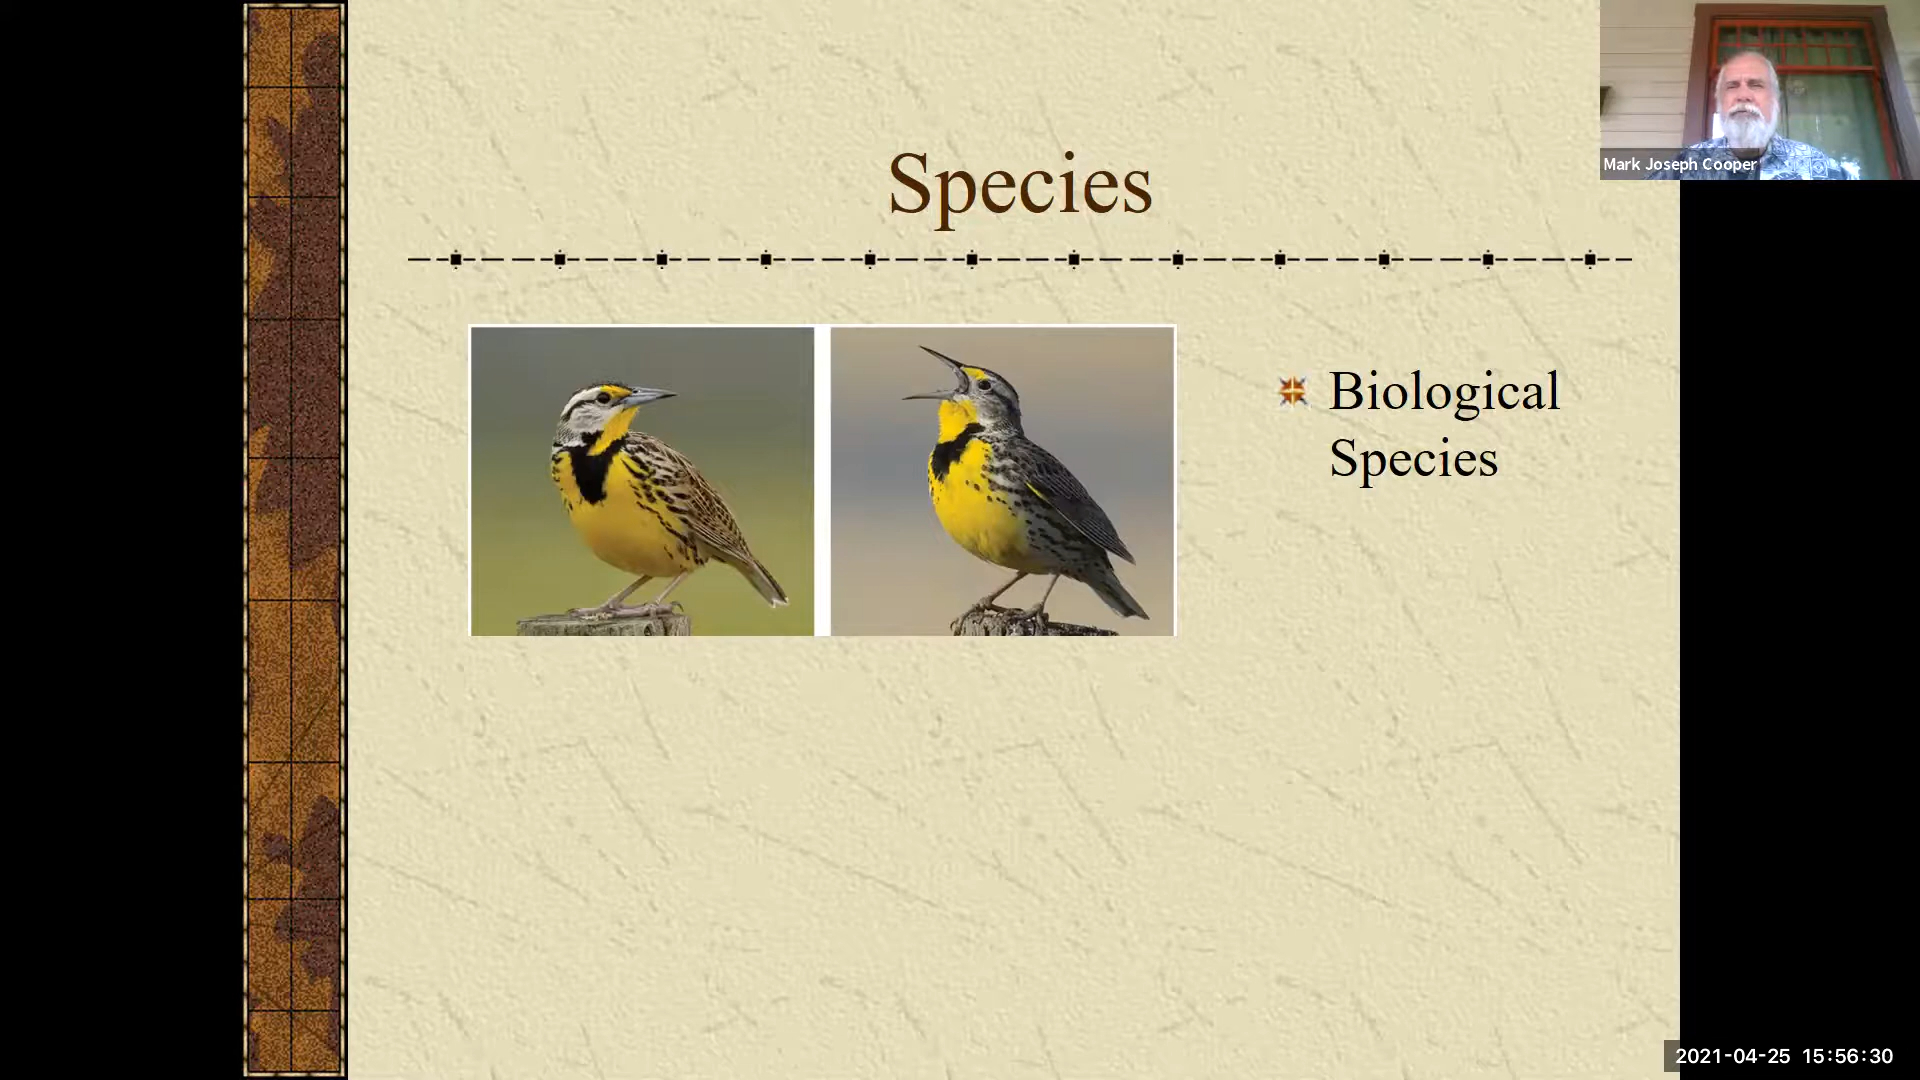 Species
Biological
Species
Mark Joseph Cooper
2021-04-25 15:56:30